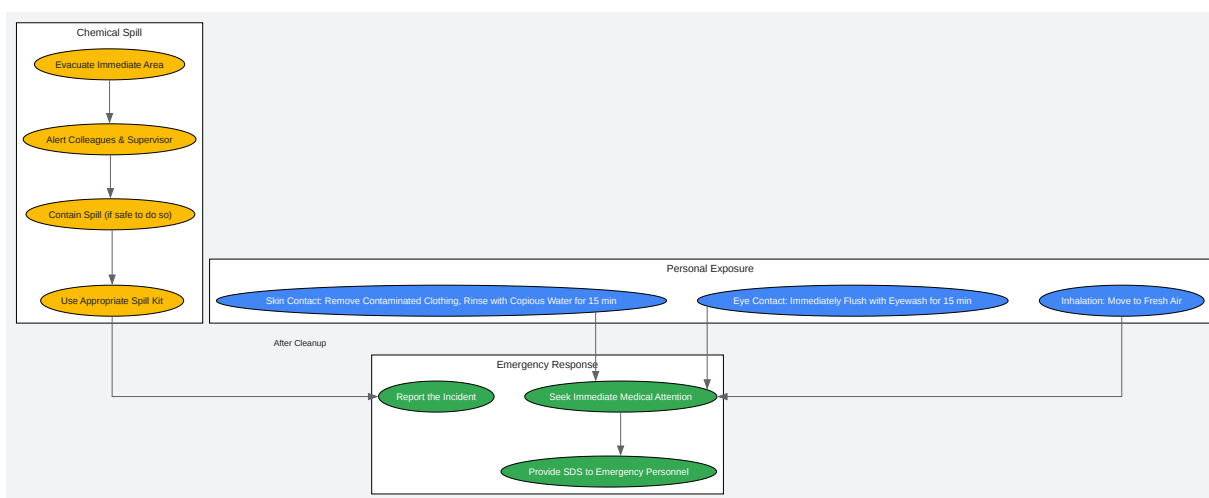 Chemical Spill
Evacuate Immediate Area
Alert Colleagues & Supervisor
Contain Spill (if safe to do so)
Use Appropriate Spill Kit
Personal Exposure
Skin Contact: Remove Contaminated Clothing, Rinse with Copious Water for 15 min
Eye Contact: Immediately Flush with Eyewash for 15 min
Inhalation: Move to Fresh Air
After Cleanup
Emergency Response
Report the Incident
Seek Immediate Medical Attention
Provide SDS to Emergency Personnel